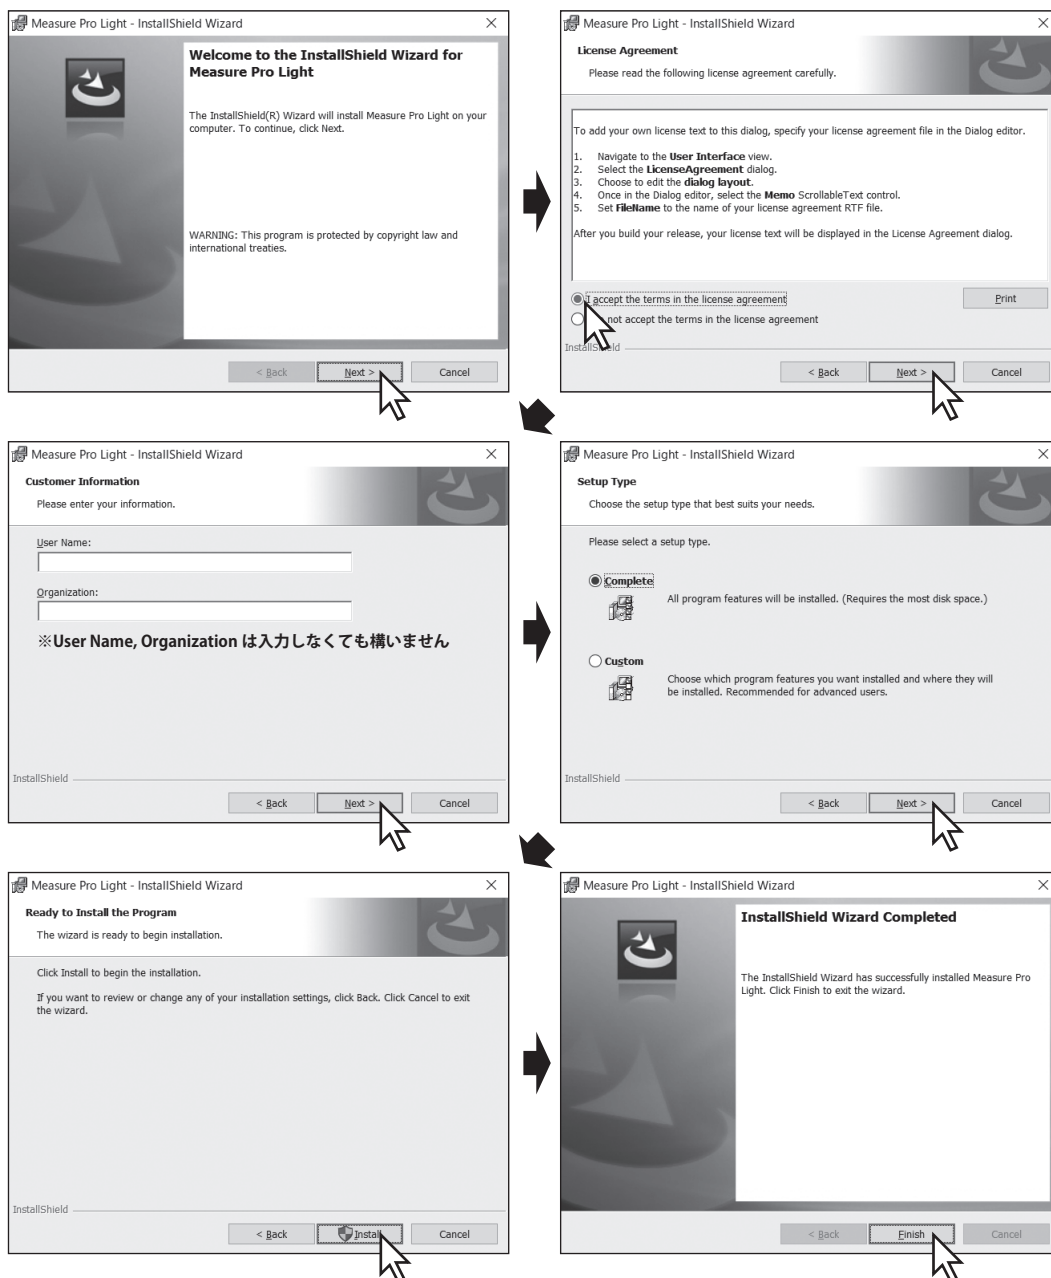 Measure Pro Light - InstallShield Wizard
Welcome to the InstallShield Wizard for
Measure Pro Light
The InstallShield(R) Wizard will install Measure Pro Light on your
computer. To continue, click Next.
WARNING: This program is protected by copyright law and
international treaties.
< Back
Next >
Cancel
Measure Pro Light - InstallShield Wizard
License Agreement
Please read the following license agreement carefully.
To add your own license text to this dialog, specify your license agreement file in the Dialog editor.
1. Navigate to the User Interface view.
2. Select the LicenseAgreement dialog.
3. Choose to edit the dialog layout.
4. Once in the Dialog editor, select the Memo ScrollableText control.
5. Set FileName to the name of your license agreement RTF file.
After you build your release, your license text will be displayed in the License Agreement dialog.
I accept the terms in the license agreement
Print
not accept the terms in the license agreement
InstallShield
< Back
Next >
Cancel
Measure Pro Light - InstallShield Wizard
Customer Information
Please enter your information.
User Name:
Organization:
※User Name, Organization は入力しなくても構いません
InstallShield
< Back
Next >
Cancel
Measure Pro Light - InstallShield Wizard
Setup Type
Choose the setup type that best suits your needs.
Please select a setup type.
Complete
All program features will be installed. (Requires the most disk space.)
Custom
Choose which program features you want installed and where they will
be installed. Recommended for advanced users.
InstallShield
< Back
Next >
Cancel
Measure Pro Light - InstallShield Wizard
Ready to Install the Program
The wizard is ready to begin installation.
Click Install to begin the installation.
If you want to review or change any of your installation settings, click Back. Click Cancel to exit
the wizard.
InstallShield
< Back
Install
Cancel
Measure Pro Light - InstallShield Wizard
InstallShield Wizard Completed
The InstallShield Wizard has successfully installed Measure Pro
Light. Click Finish to exit the wizard.
< Back
Finish
Cancel